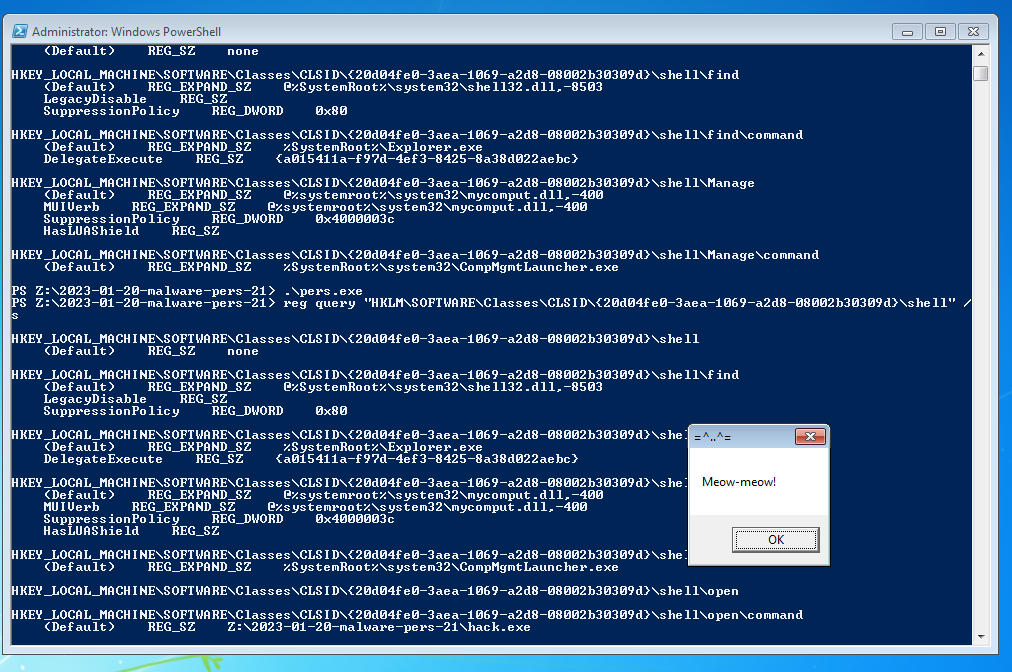 Administrator: Windows PowerShell
(Default) REG_SZ none
HKEY_LOCAL_MACHINE\SOFTWARE\Classes\CLSID\{20d04fe0-3aea-1069-a2d8-08002b30309d}\shell\find
(Default) REG_EXPAND_SZ @%SystemRoot%\system32\shell32.dll,-8503
LegacyDisable REG_SZ
SuppressionPolicy REG_DWORD 0x80
HKEY_LOCAL_MACHINE\SOFTWARE\Classes\CLSID\{20d04fe0-3aea-1069-a2d8-08002b30309d}\shell\find\command
(Default) REG_EXPAND_SZ %SystemRoot%\Explorer.exe
DelegateExecute REG_SZ {a015411a-f97d-4ef3-8425-8a38d022aebc}
HKEY_LOCAL_MACHINE\SOFTWARE\Classes\CLSID\{20d04fe0-3aea-1069-a2d8-08002b30309d}\shell\Manage
(Default) REG_EXPAND_SZ @%systemroot%\system32\mycomput.dll,-400
MUIVerb REG_EXPAND_SZ @%systemroot%\system32\mycomput.dll,-400
SuppressionPolicy REG_DWORD 0x4000003c
HasLUAShield REG_SZ
HKEY_LOCAL_MACHINE\SOFTWARE\Classes\CLSID\{20d04fe0-3aea-1069-a2d8-08002b30309d}\shell\Manage\command
(Default) REG_EXPAND_SZ %SystemRoot%\system32\CompMgmtLauncher.exe
PS Z:\2023-01-20-malware-pers-21> .\pers.exe
PS Z:\2023-01-20-malware-pers-21> reg query "HKLM\SOFTWARE\Classes\CLSID\{20d04fe0-3aea-1069-a2d8-08002b30309d}\shell" /
s
HKEY_LOCAL_MACHINE\SOFTWARE\Classes\CLSID\{20d04fe0-3aea-1069-a2d8-08002b30309d}\shell
(Default) REG_SZ none
HKEY_LOCAL_MACHINE\SOFTWARE\Classes\CLSID\{20d04fe0-3aea-1069-a2d8-08002b30309d}\shell\find
(Default) REG_EXPAND_SZ @%SystemRoot%\system32\shell32.dll,-8503
LegacyDisable REG_SZ
SuppressionPolicy REG_DWORD 0x80
HKEY_LOCAL_MACHINE\SOFTWARE\Classes\CLSID\{20d04fe0-3aea-1069-a2d8-08002b30309d}\shel
(Default) REG_EXPAND_SZ %SystemRoot%\Explorer.exe
DelegateExecute REG_SZ {a015411a-f97d-4ef3-8425-8a38d022aebc}
HKEY_LOCAL_MACHINE\SOFTWARE\Classes\CLSID\{20d04fe0-3aea-1069-a2d8-08002b30309d}\shel
(Default) REG_EXPAND_SZ @%systemroot%\system32\mycomput.dll,-400
MUIVerb REG_EXPAND_SZ @%systemroot%\system32\mycomput.dll,-400
SuppressionPolicy REG_DWORD 0x4000003c
HasLUAShield REG_SZ
HKEY_LOCAL_MACHINE\SOFTWARE\Classes\CLSID\{20d04fe0-3aea-1069-a2d8-08002b30309d}\shel
(Default) REG_EXPAND_SZ %SystemRoot%\system32\CompMgmtLauncher.exe
HKEY_LOCAL_MACHINE\SOFTWARE\Classes\CLSID\{20d04fe0-3aea-1069-a2d8-08002b30309d}\shell\open
HKEY_LOCAL_MACHINE\SOFTWARE\Classes\CLSID\{20d04fe0-3aea-1069-a2d8-08002b30309d}\shell\open\command
(Default) REG_SZ Z:\2023-01-20-malware-pers-21\hack.exe
=^..^=
Meow-meow!
OK